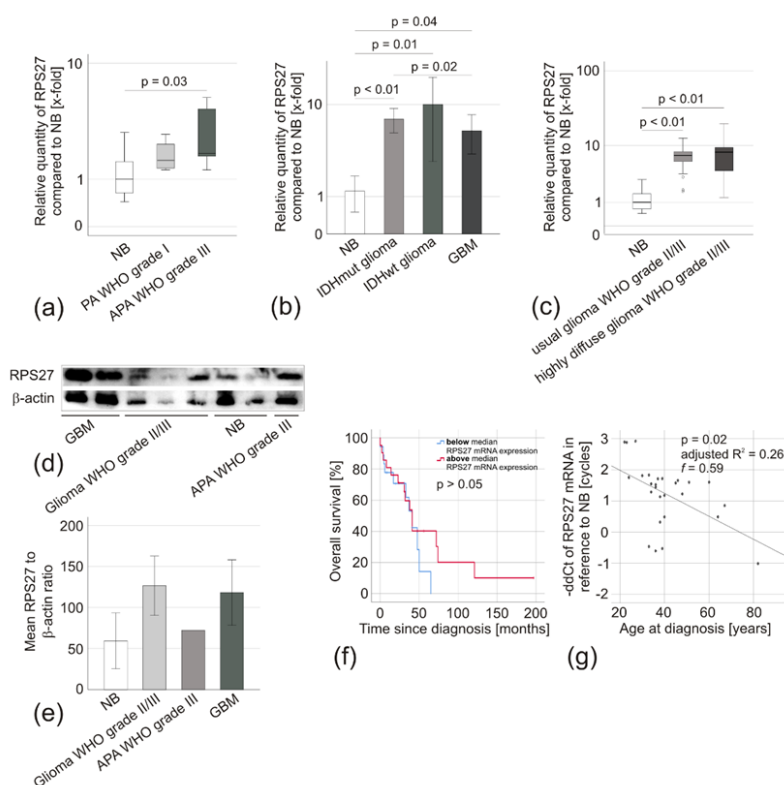 Relative quantity of RPS27
compared to NB [x-fold]
10
1
0
p = 0.03
NB
PA WHO grade I
APA WHO grade III
(a)
Relative quantity of RPS27
compared to NB [x-fold]
10
1
0
p = 0.04
p = 0.01
p = 0.02
p < 0.01
NB
IDHmut glioma
IDHwt glioma
GBM
(b)
Relative quantity of RPS27
compared to NB [x-fold]
100
10
1
0
p < 0.01
p < 0.01
NB
usual glioma WHO grade II/III
highly diffuse glioma WHO grade II/III
(c)
RPS27
β-actin
GBM
Glioma WHO grade II/III
NB
APA WHO grade III
(d)
Mean RPS27 to
β-actin ratio
200
150
100
50
0
NB
Glioma WHO grade II/III
APA WHO grade III
GBM
(e)
Overall survival [%]
100
80
60
40
20
0
below median
RPS27 mRNA expression
above median
RPS27 mRNA expression
p > 0.05
0 50 100 150 200
Time since diagnosis [months]
(f)
-ddCt of RPS27 mRNA in
reference to NB [cycles]
3
2
1
0
-1
-2
p = 0.02
adjusted R² = 0.26
f = 0.59
20 40 60 80
Age at diagnosis [years]
(g)